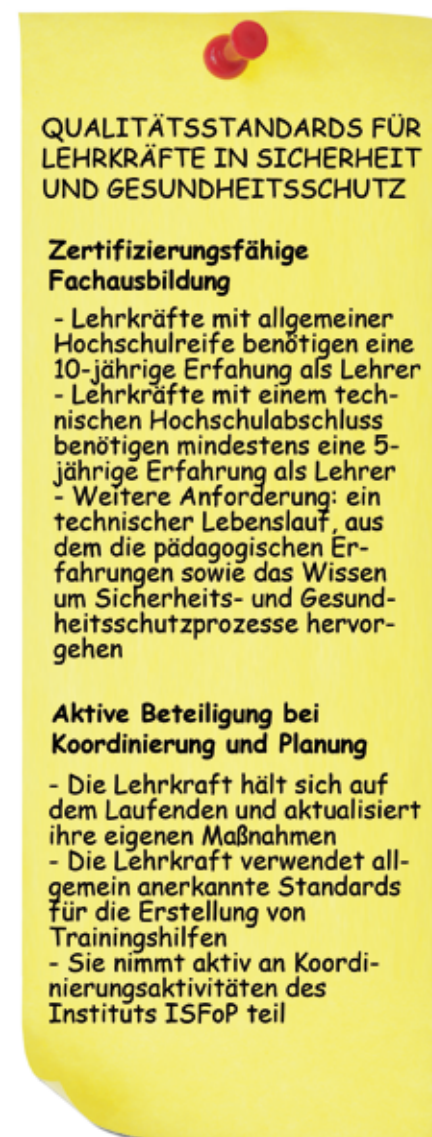 QUALITÄTSSTANDARDS FÜR
LEHRKRÄFTE IN SICHERHEIT
UND GESUNDHEITSSCHUTZ
Zertifizierungsfähige
Fachausbildung
- Lehrkräfte mit allgemeiner
Hochschulreife benötigen eine
10-jährige Erfahung als Lehrer
- Lehrkräfte mit einem tech-
nischen Hochschulabschluss
benötigen mindestens eine 5-
jährige Erfahrung als Lehrer
- Weitere Anforderung: ein
technischer Lebenslauf, aus
dem die pädagogischen Er-
fahrungen sowie das Wissen
um Sicherheits- und Gesund-
heitsschutzprozesse hervor-
gehen
Aktive Beteiligung bei
Koordinierung und Planung
- Die Lehrkraft hält sich auf
dem Laufenden und aktualisiert
ihre eigenen Maßnahmen
- Die Lehrkraft verwendet all-
gemein anerkannte Standards
für die Erstellung von
Trainingshilfen
- Sie nimmt aktiv an Koordi-
nierungsaktivitäten des
Instituts ISFoP teil